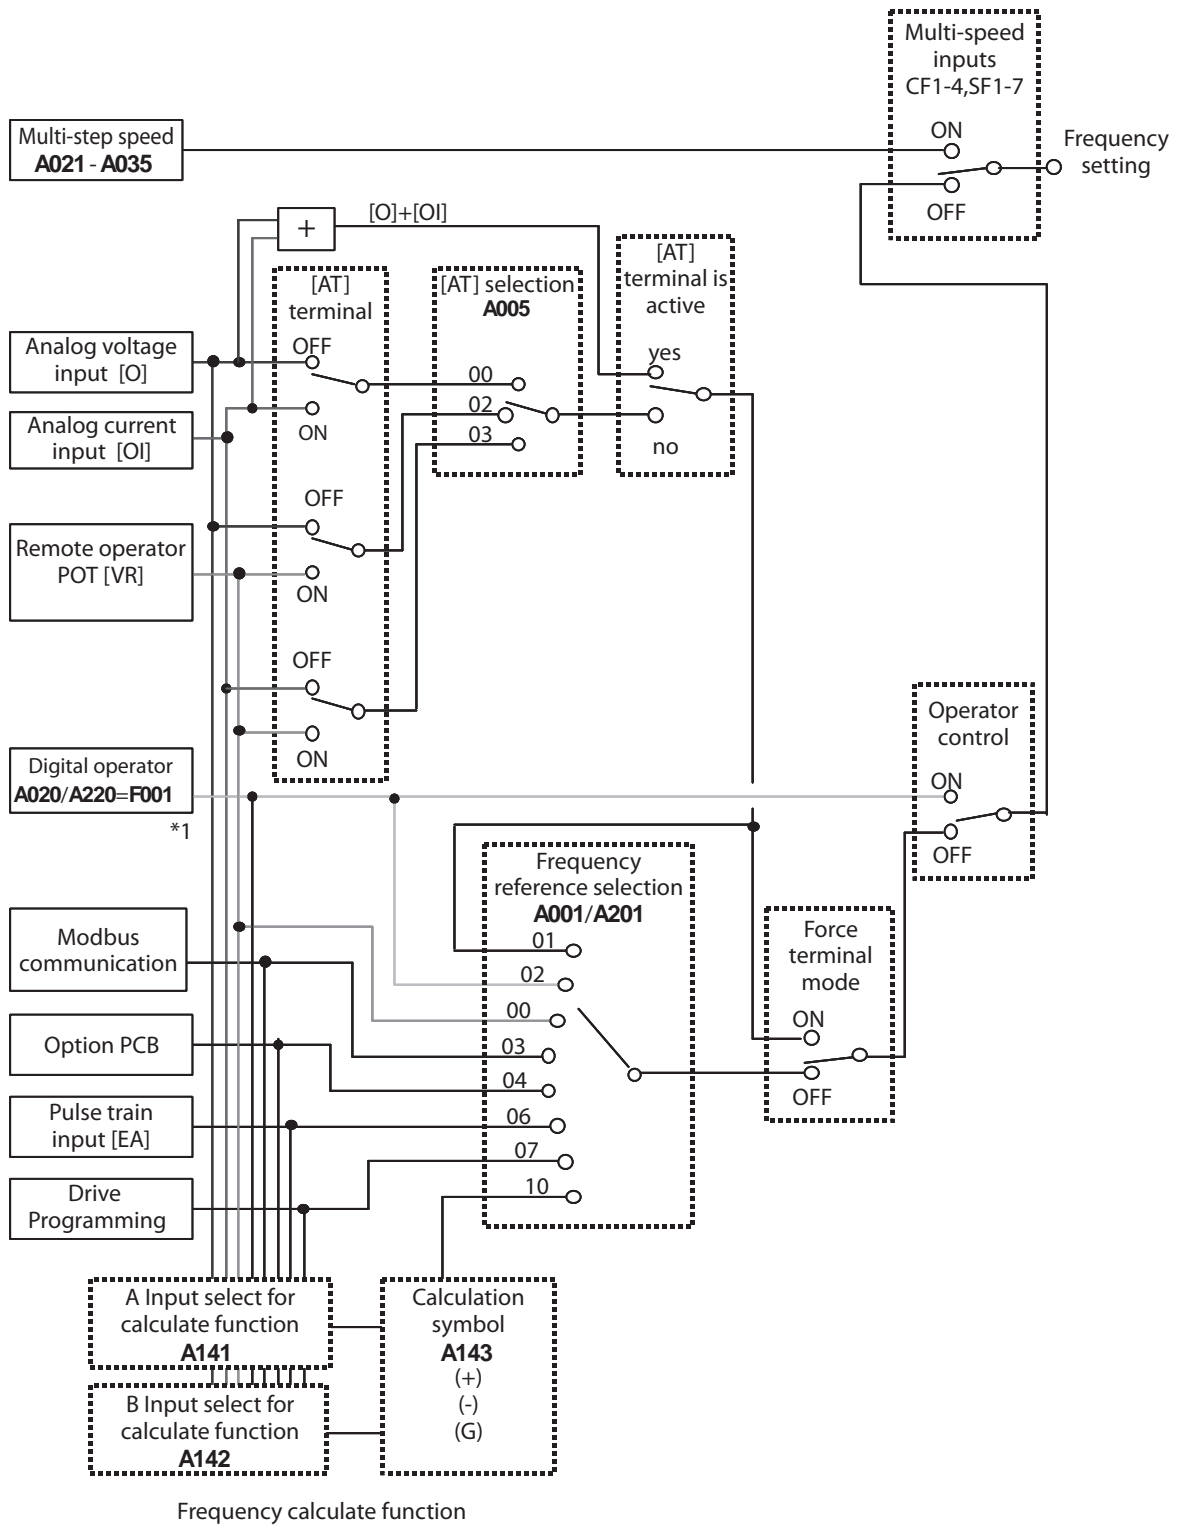 Multi-speed
inputs
CF1-4,SF1-7
ON
OFF
Frequency
setting
Multi-step speed
A021 - A035
+
[O]+[OI]
[AT]
terminal
OFF
ON
OFF
ON
OFF
ON
[AT] selection
A005
00
02
03
[AT]
terminal is
active
yes
no
Analog voltage
input [O]
Analog current
input [OI]
Remote operator
POT [VR]
Digital operator
A020/A220=F001
*1
Operator
control
ON
OFF
Frequency
reference selection
A001/A201
01
02
00
03
04
06
07
10
Force
terminal
mode
ON
OFF
Modbus
communication
Option PCB
Pulse train
input [EA]
Drive
Programming
A Input select for
calculate function
A141
B Input select for
calculate function
A142
Calculation
symbol
A143
(+)
(-)
(G)
Frequency calculate function